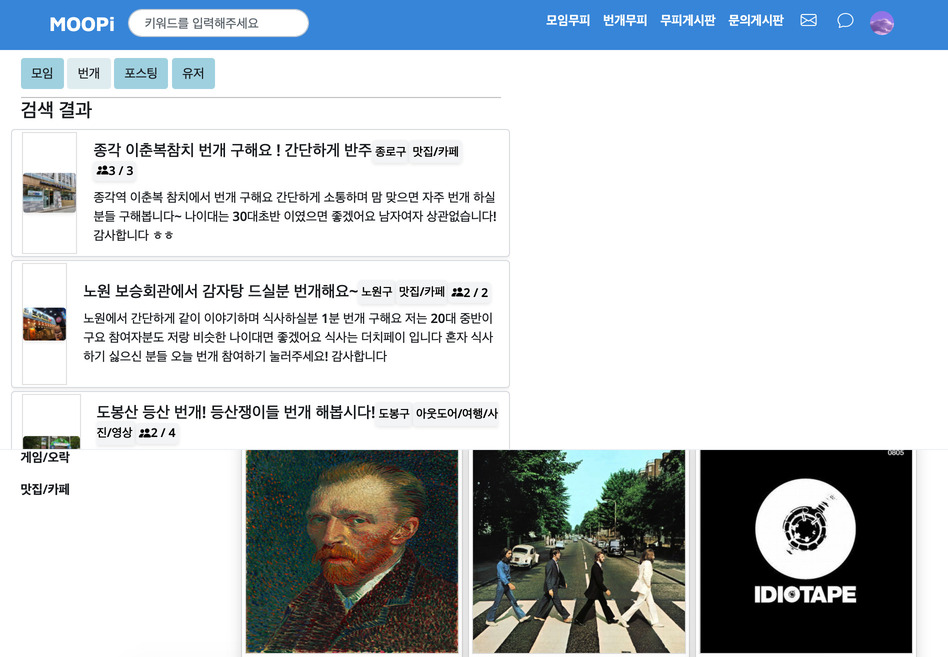 MOOPi 키워드를 입력해주세요 모임무피 번개무피 무피게시판 문의게시판
모임 번개 포스팅 유저
검색 결과
종각 이춘복참치 번개 구해요 ! 간단하게 반주 종로구 맛집/카페
3 / 3
종각역 이춘복 참치에서 번개 구해요 간단하게 소통하며 맘 맞으면 자주 번개 하실
분들 구해봅니다~ 나이대는 30대초반 이였으면 좋겠어요 남자여자 상관없습니다!
감사합니다 ㅎㅎ
노원 보승회관에서 감자탕 드실분 번개해요~ 노원구 맛집/카페 2 / 2
노원에서 간단하게 같이 이야기하며 식사하실분 1분 번개 구해요 저는 20대 중반이
구요 참여자분도 저랑 비슷한 나이대면 좋겠어요 식사는 더치페이 입니다 혼자 식사
하기 싫으신 분들 오늘 번개 참여하기 눌러주세요! 감사합니다
도봉산 등산 번개! 등산쟁이들 번개 해봅시다! 도봉구 아웃도어/여행/사
진/영상 2 / 4
게임/오락
맛집/카페
0805
IDIOTAPE